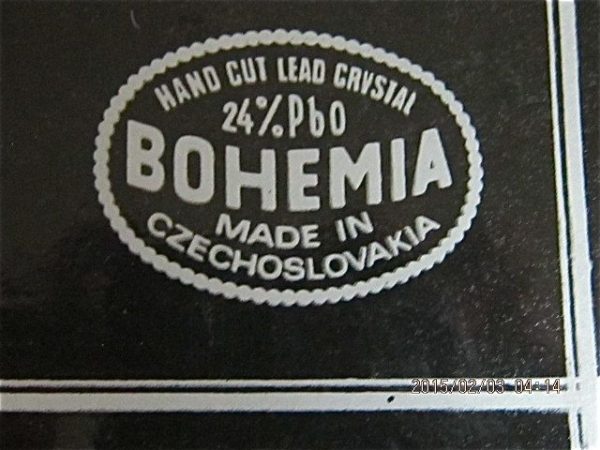 HAND CUT LEAD CRYSTAL
24% PbO
BOHEMIA
MADE IN
CZECHOSLOVAKIA
2015/02/03 04:14